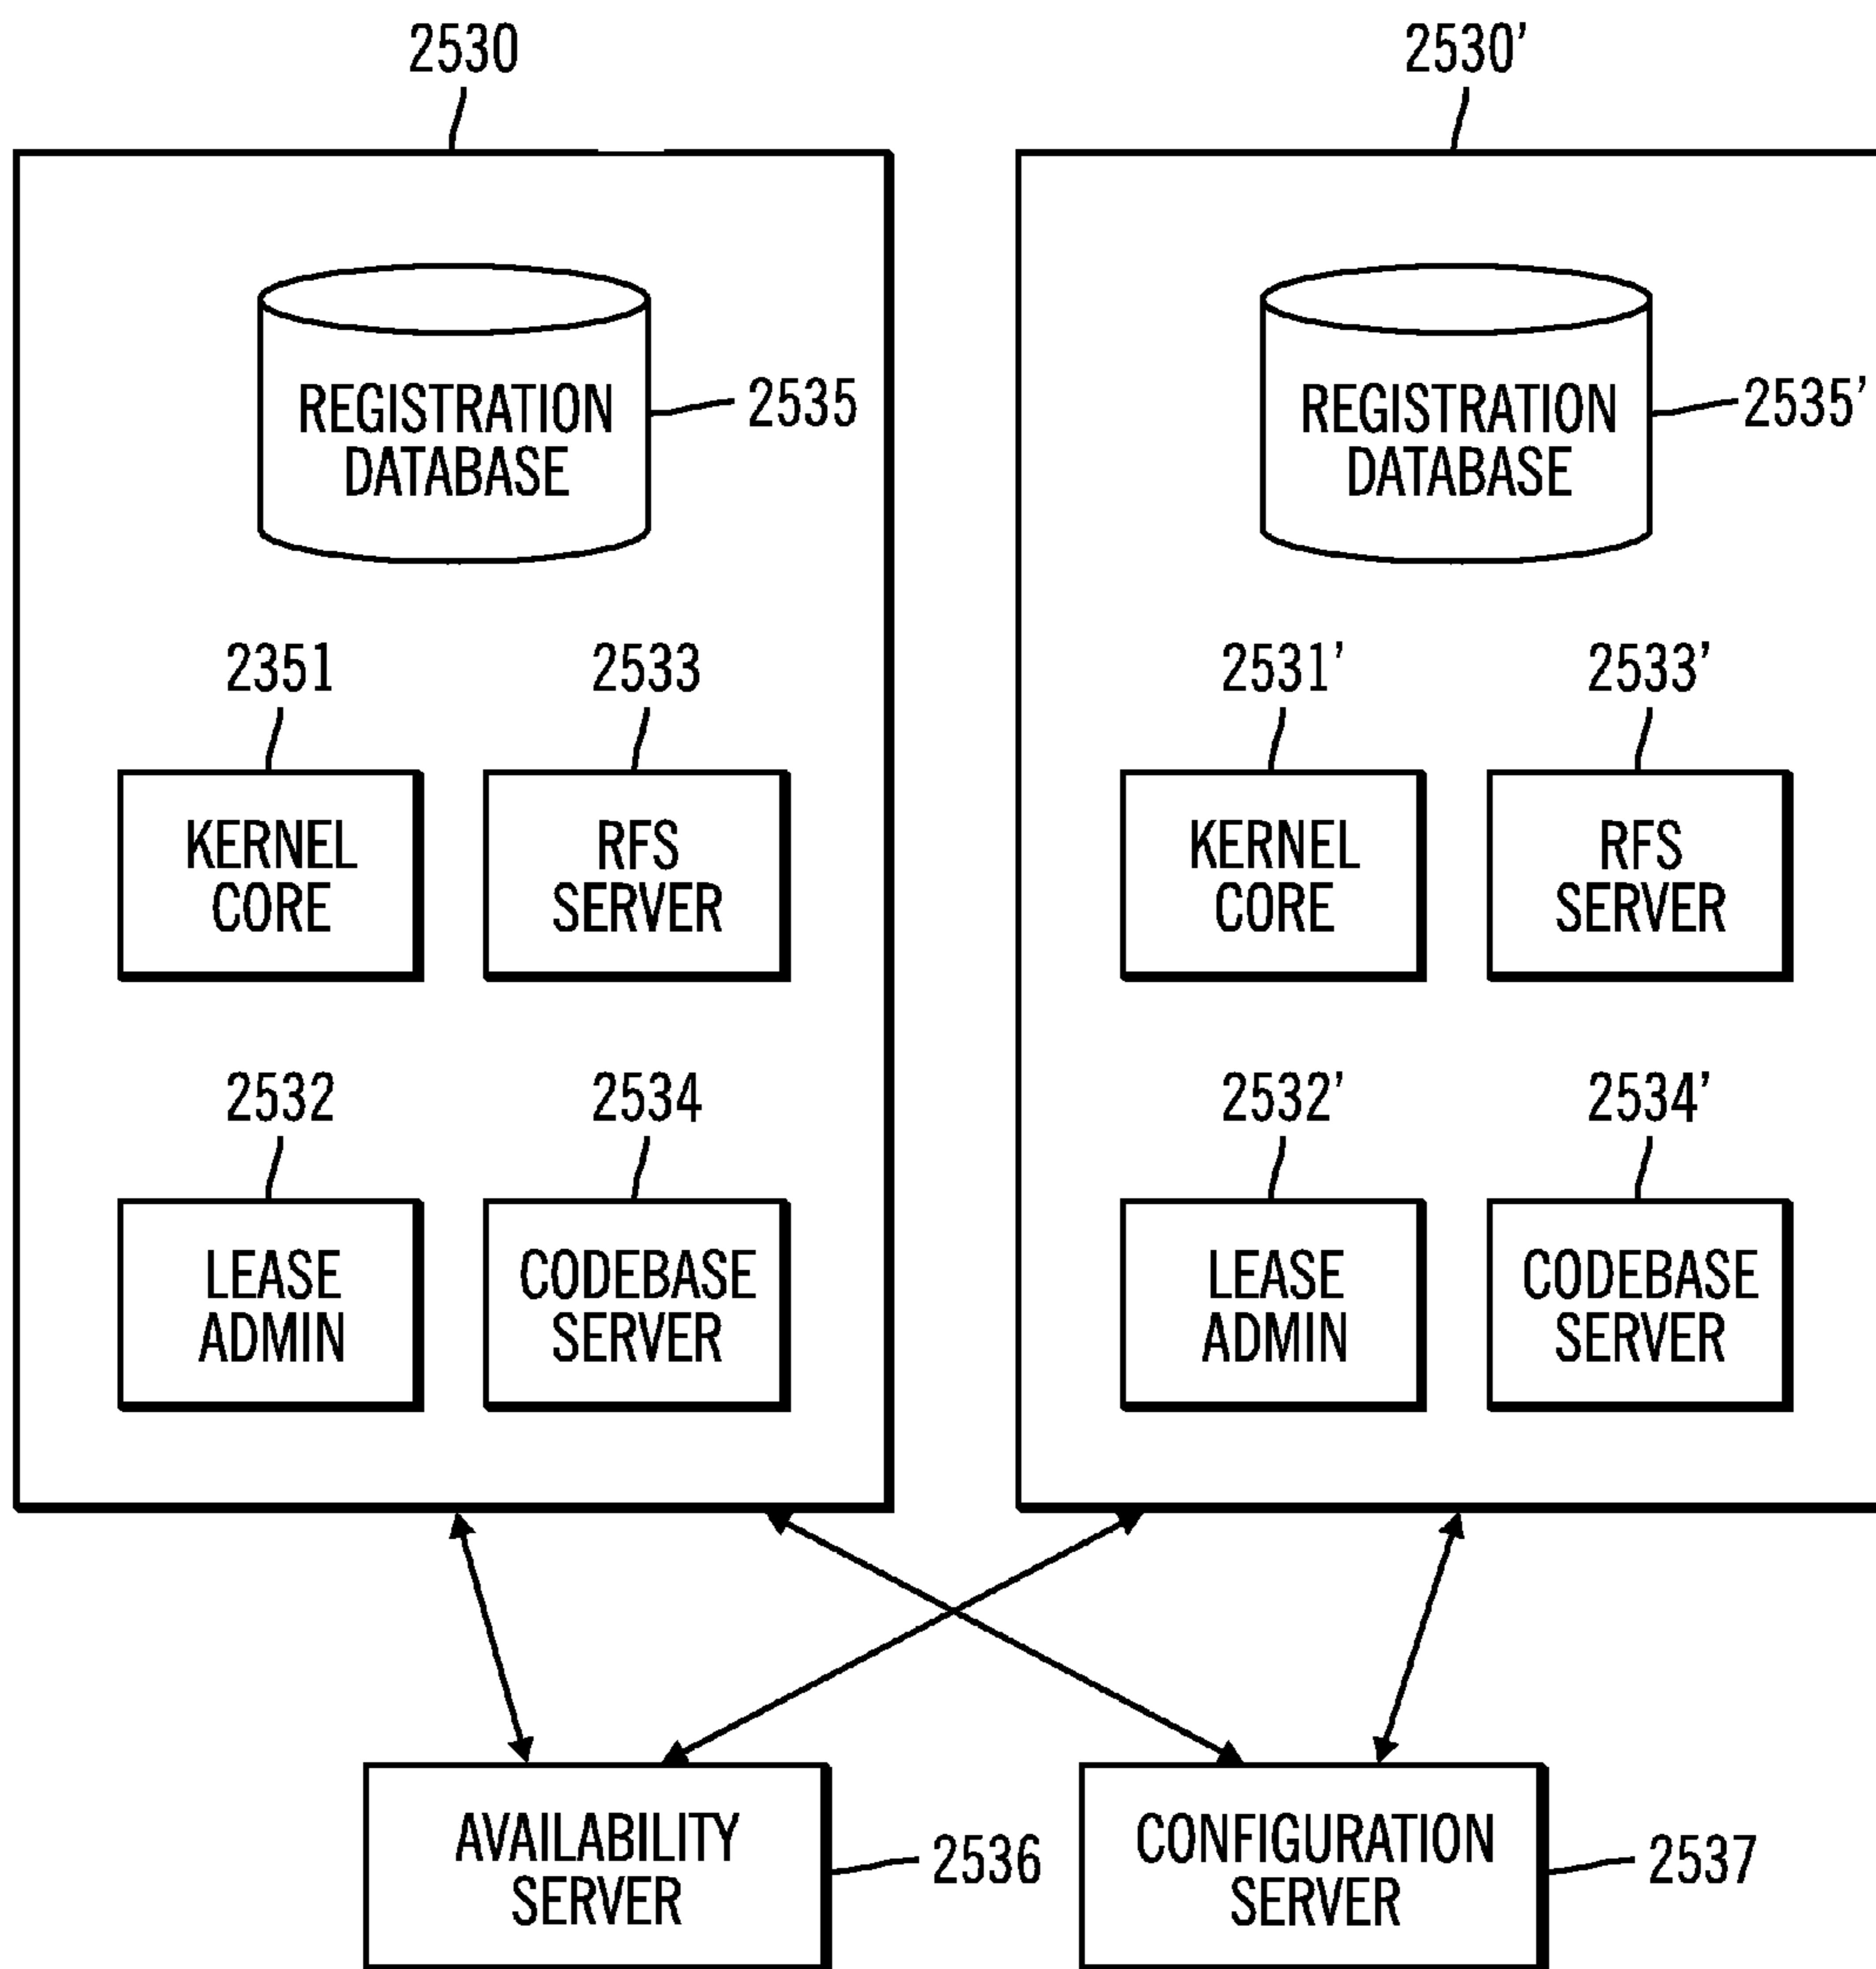 2530
2530'
REGISTRATION
DATABASE
2535
REGISTRATION
DATABASE
2535'
2351
2533
2531'
2533'
KERNEL
CORE
RFS
SERVER
KERNEL
CORE
RFS
SERVER
2532
2534
2532'
2534'
LEASE
ADMIN
CODEBASE
SERVER
LEASE
ADMIN
CODEBASE
SERVER
AVAILABILITY
SERVER
2536
CONFIGURATION
SERVER
2537